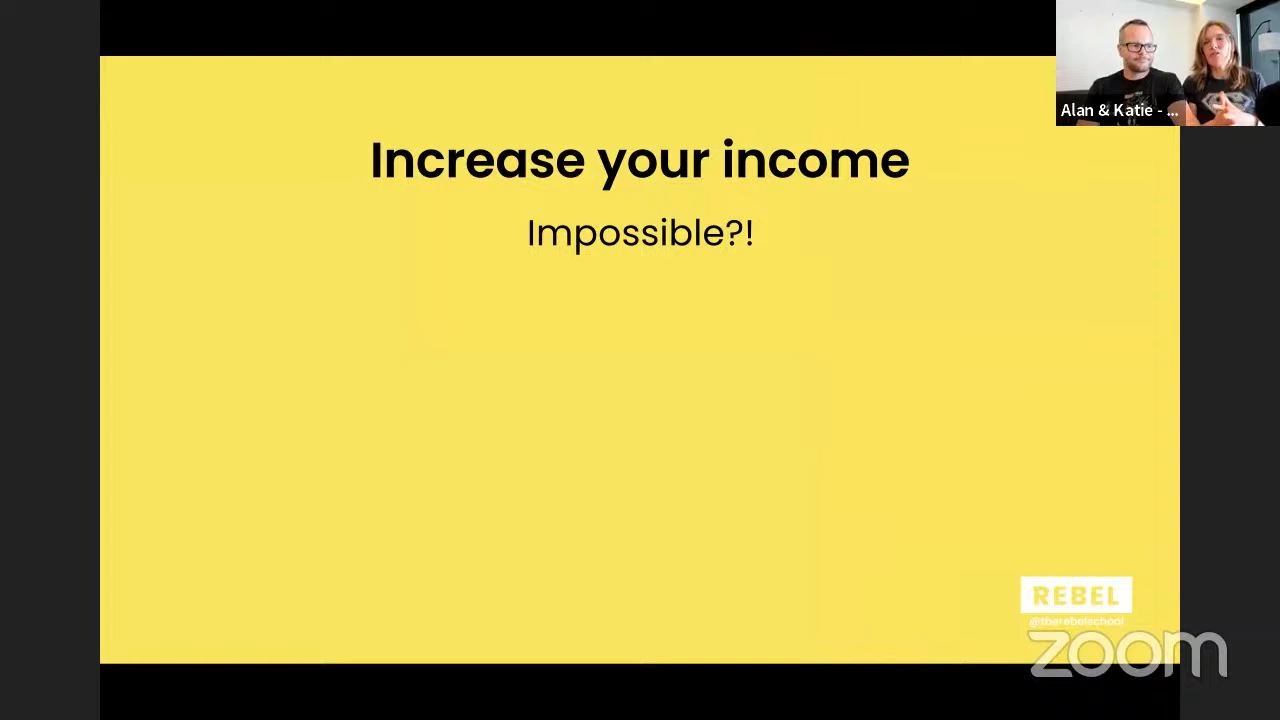 Alan & Katie - ...
Increase your income
Impossible?!
REBEL
@therebelschool
zoom